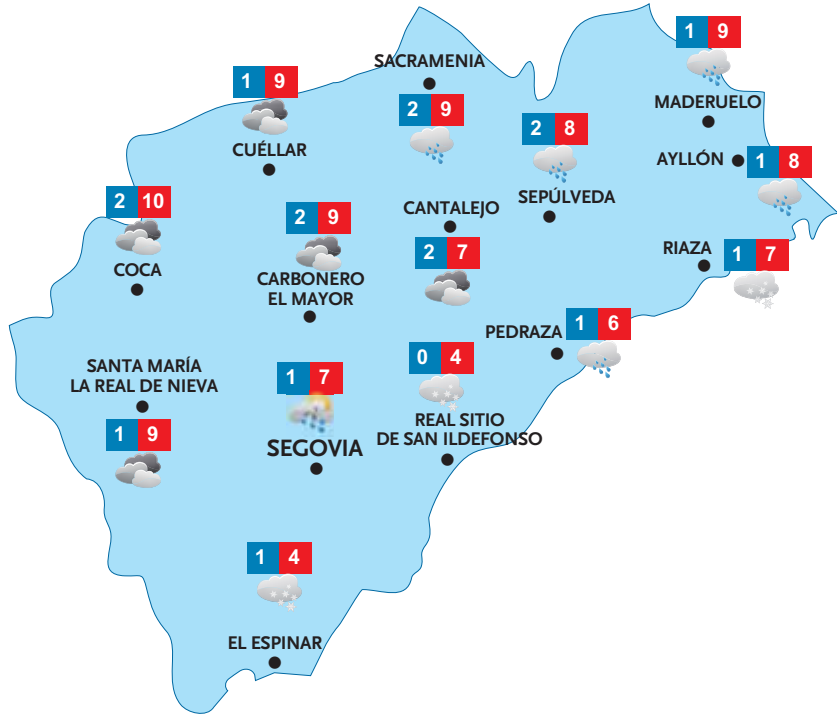 1 9
MADERUELO
SACRAMENIA
2 9
1 9
CUÉLLAR
2 8
SEPÚLVEDA
AYLLÓN
1 8
2 10
COCA
2 9
CARBONERO
EL MAYOR
CANTALEJO
2 7
RIAZA
1 7
PEDRAZA
1 6
SANTA MARÍA
LA REAL DE NIEVA
1 9
1 7
SEGOVIA
0 4
REAL SITIO
DE SAN ILDEFONSO
1 4
EL ESPINAR